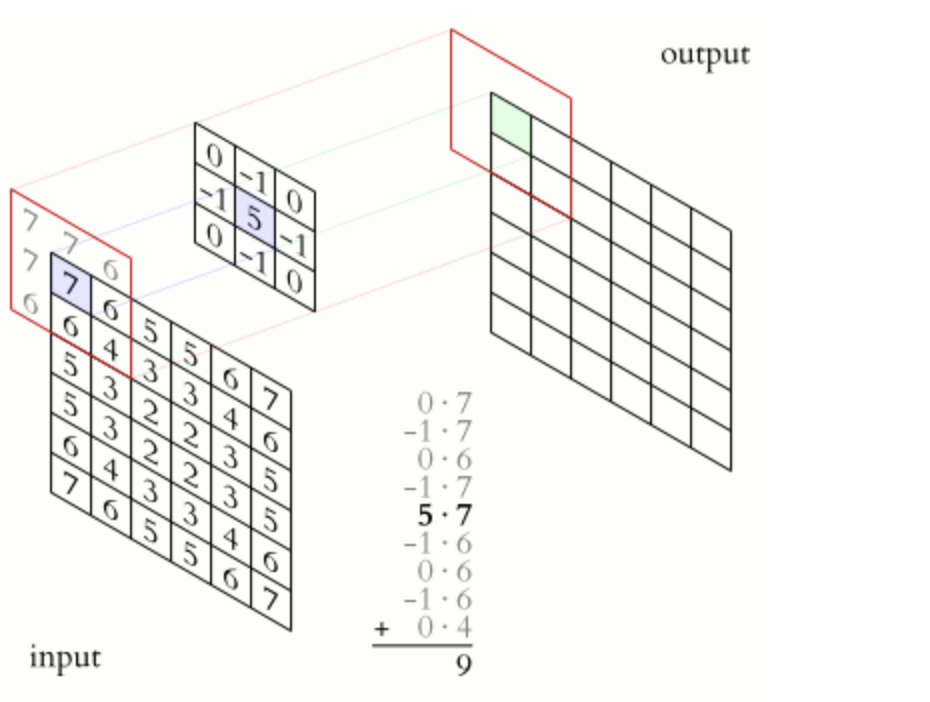 output
0 -1 0
-1 5 -1
0 -1 0
7 7 6
7 7 6 5 5 6 7
6 6 4 3 3 4 6
5 3 2 2 3 5
5 3 2 2 3 5
6 4 3 3 4 6
7 6 5 5 6 7
0 · 7
-1 · 7
0 · 6
-1 · 7
5 · 7
-1 · 6
0 · 6
-1 · 6
+ 0 · 4
9
input